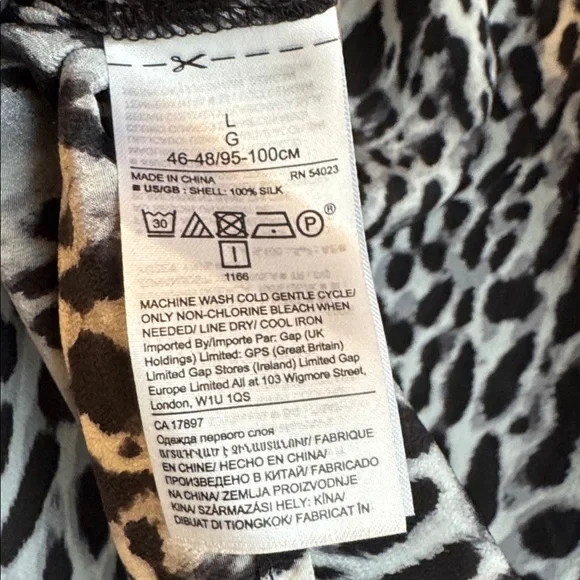 L
G
46-48/95-100CM
MADE IN CHINA RN 54023
■ US/GB : SHELL: 100% SILK
30 P ®
1166
MACHINE WASH COLD GENTLE CYCLE/
ONLY NON-CHLORINE BLEACH WHEN
NEEDED/ LINE DRY/ COOL IRON
Imported By/Importe Par: Gap (UK
Holdings) Limited: GPS (Great Britain)
Limited Gap Stores (Ireland) Limited Gap
Europe Limited All at 103 Wigmore Street,
London, W1U 1QS
CA 17897
Одежда первого слоя
ԱՐՏԱԴՐՎԱԾ Է ՉԻՆԱՍՏԱՆՈՒՄ/ FABRIQUE
EN CHINE/ HECHO EN CHINA/
ПРОИЗВЕДЕНО В КИТАЙ/ FABRICADO
NA CHINA/ ZEMLJA PROIZVODNJE
KINA/ SZÁRMAZÁSI HELY: KÍNA/
DIBUAT DI TIONGKOK/ FABRICAT ÎN